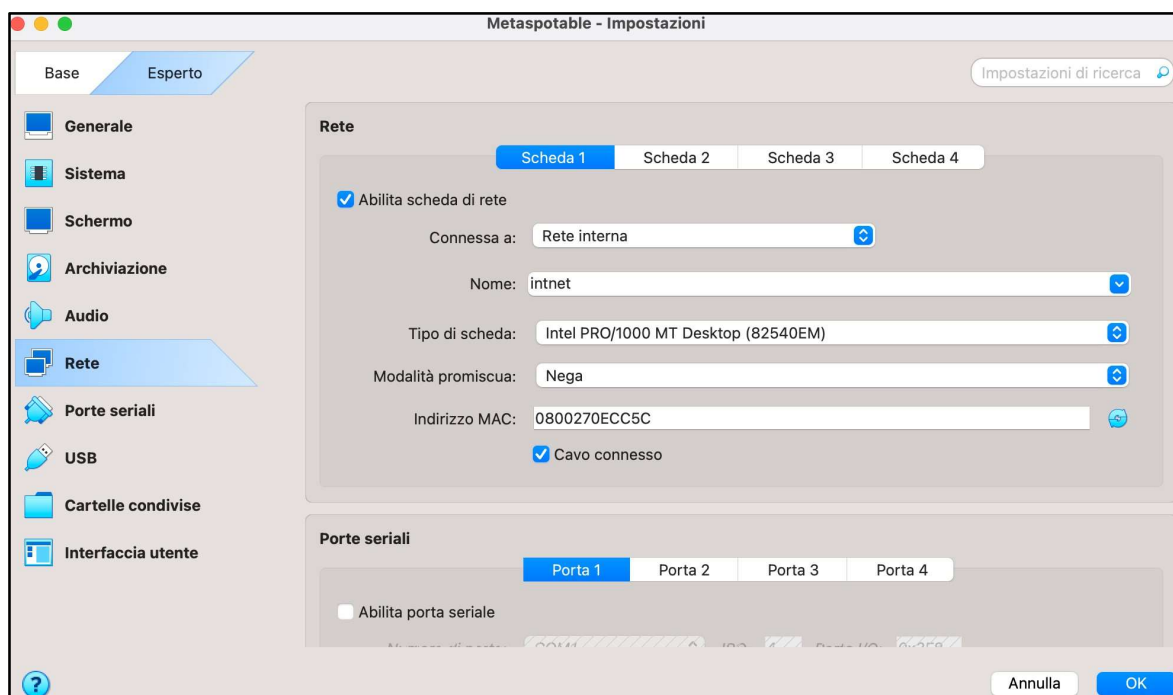 Metaspotable - Impostazioni
Base Esperto
Impostazioni di ricerca
Generale
Sistema
Schermo
Archiviazione
Audio
Rete
Porte seriali
USB
Cartelle condivise
Interfaccia utente
Rete
Scheda 1 Scheda 2 Scheda 3 Scheda 4
Abilita scheda di rete
Connessa a: Rete interna
Nome: intnet
Tipo di scheda: Intel PRO/1000 MT Desktop (82540EM)
Modalità promiscua: Nega
Indirizzo MAC: 0800270ECC5C
Cavo connesso
Porte seriali
Porta 1 Porta 2 Porta 3 Porta 4
Abilita porta seriale
?
Annulla OK